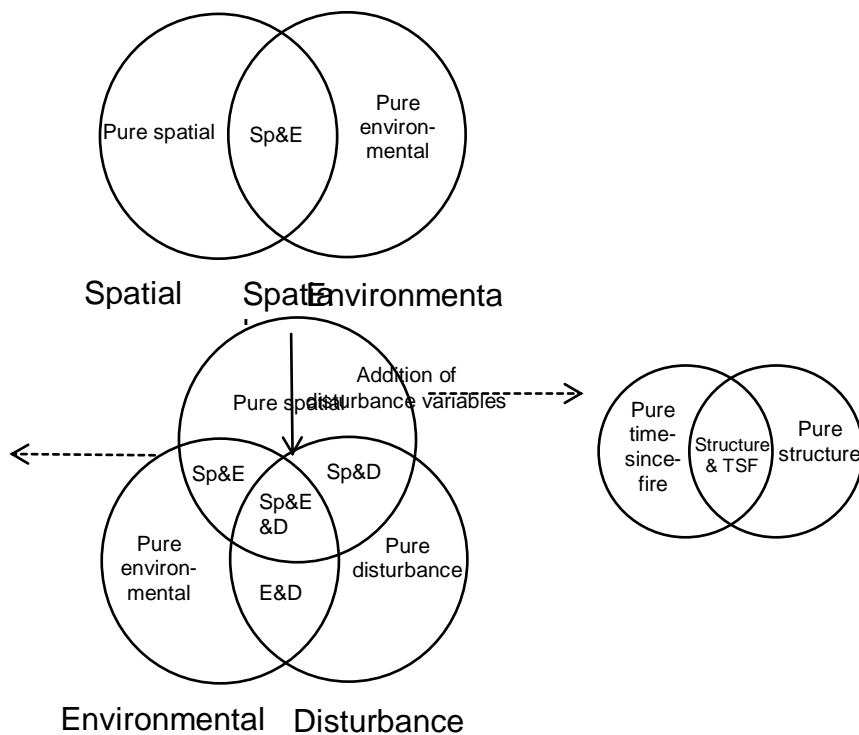 Pure
Pure spatial
Sp&E
environ-
mental
Spatial
Spatia
Environmenta
Addition of
Pure spatial
disturbance variables
Sp&E
Sp&D
Sp&E
&D
Pure
environ-
mental
Pure
disturbance
E&D
Environmental
Disturbance
Pure
time-
since-
fire
Structure
& TSF
Pure
structure